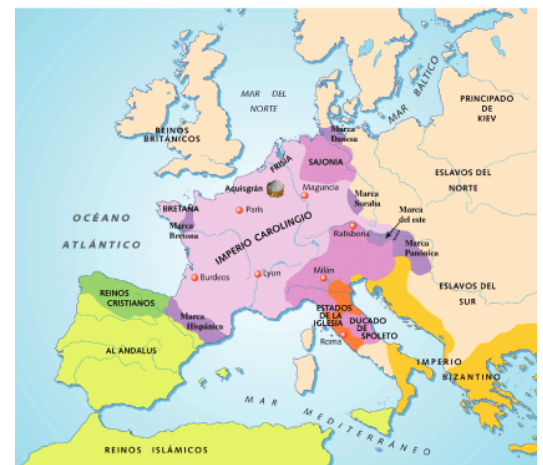 MAR DEL
NORTE
MAR BÁLTICO
PRINCIPADO
DE
KIEV
REINOS
BRITÁNICOS
Marca
Danesa
FRISIA
SAJONIA
ESLAVOS DEL
NORTE
Aquisgrán
Maguncia
Marca
Soraba
BRETAÑA
París
Marca
del este
OCÉANO
ATLÁNTICO
Marca
Bretona
IMPERIO CAROLINGIO
Ratisbona
Marca
Panónica
Burdeos
Lyon
Milán
ESLAVOS DEL
SUR
REINOS
CRISTIANOS
Marca
Hispánica
ESTADOS
DE LA
IGLESIA
DUCADO
DE
SPOLETO
Roma
AL ANDALUS
IMPERIO
BIZANTINO
MAR MEDITERRÁNEO
REINOS ISLÁMICOS